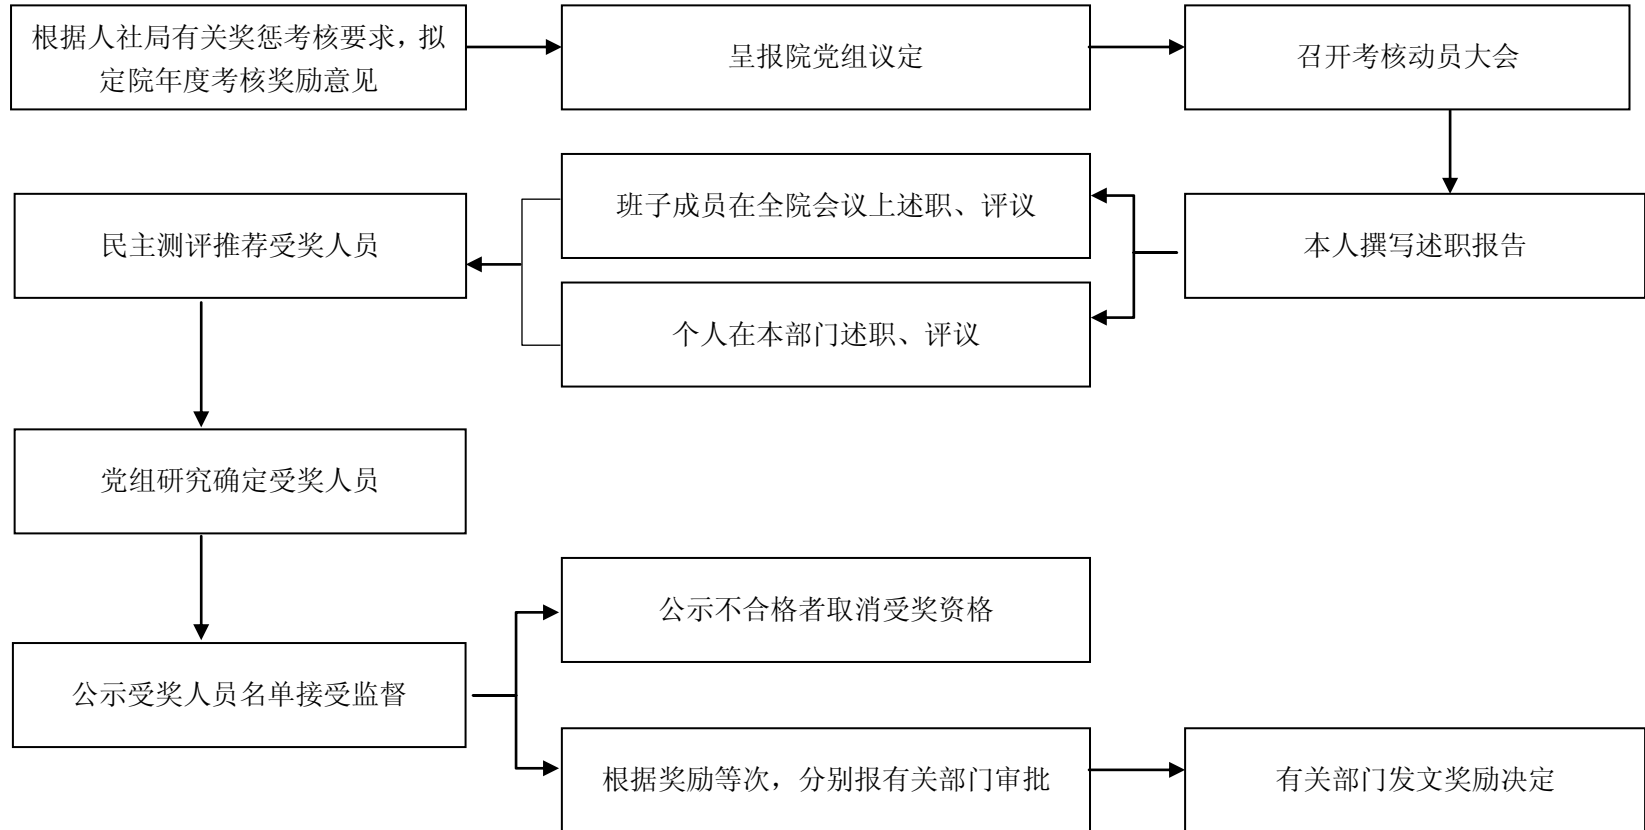 根据人社局有关奖惩考核要求，拟
定院年度考核奖励意见
呈报院党组议定
召开考核动员大会
本人撰写述职报告
班子成员在全院会议上述职、评议
个人在本部门述职、评议
民主测评推荐受奖人员
党组研究确定受奖人员
公示受奖人员名单接受监督
公示不合格者取消受奖资格
根据奖励等次，分别报有关部门审批
有关部门发文奖励决定